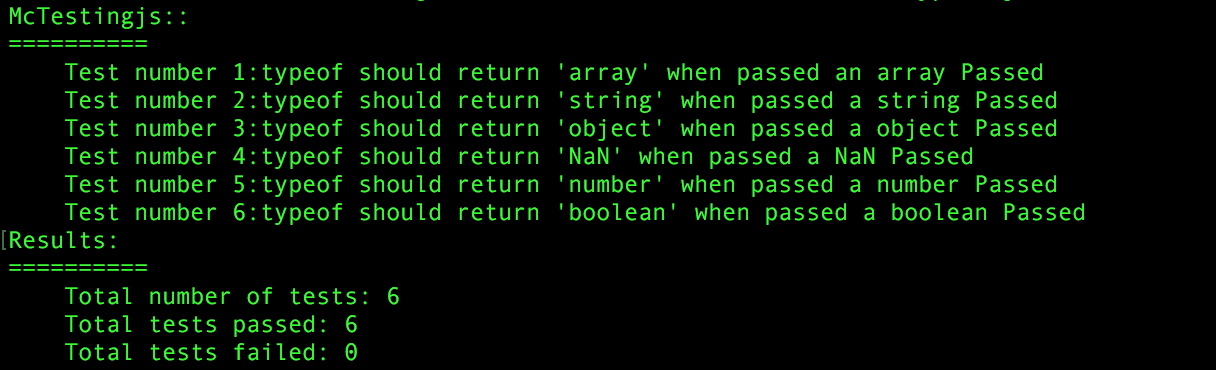 McTestingjs::
==========
Test number 1:typeof should return 'array' when passed an array Passed
Test number 2:typeof should return 'string' when passed a string Passed
Test number 3:typeof should return 'object' when passed a object Passed
Test number 4:typeof should return 'NaN' when passed a NaN Passed
Test number 5:typeof should return 'number' when passed a number Passed
Test number 6:typeof should return 'boolean' when passed a boolean Passed
[Results:
==========
Total number of tests: 6
Total tests passed: 6
Total tests failed: 0